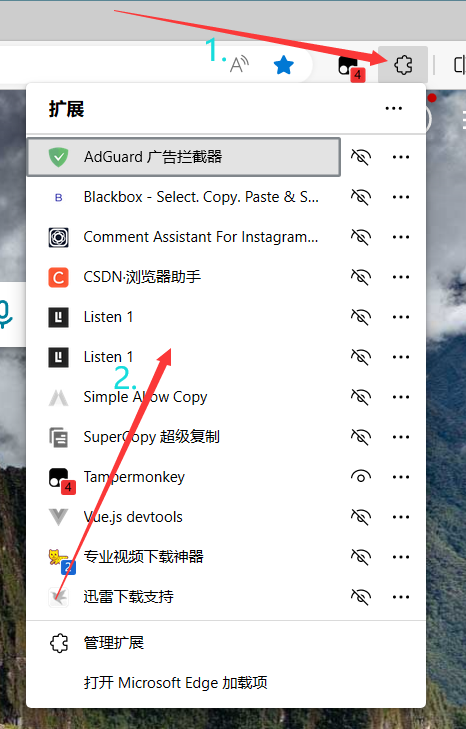 1.
A
4
扩展
AdGuard 广告拦截器
B
Blackbox - Select. Copy. Paste & S...
Comment Assistant For Instagram...
C
CSDN·浏览器助手
Listen 1
Listen 1
2.
Simple Allow Copy
SuperCopy 超级复制
4
Tampermonkey
Vue.js devtools
2
专业视频下载神器
迅雷下载支持
管理扩展
打开 Microsoft Edge 加载项